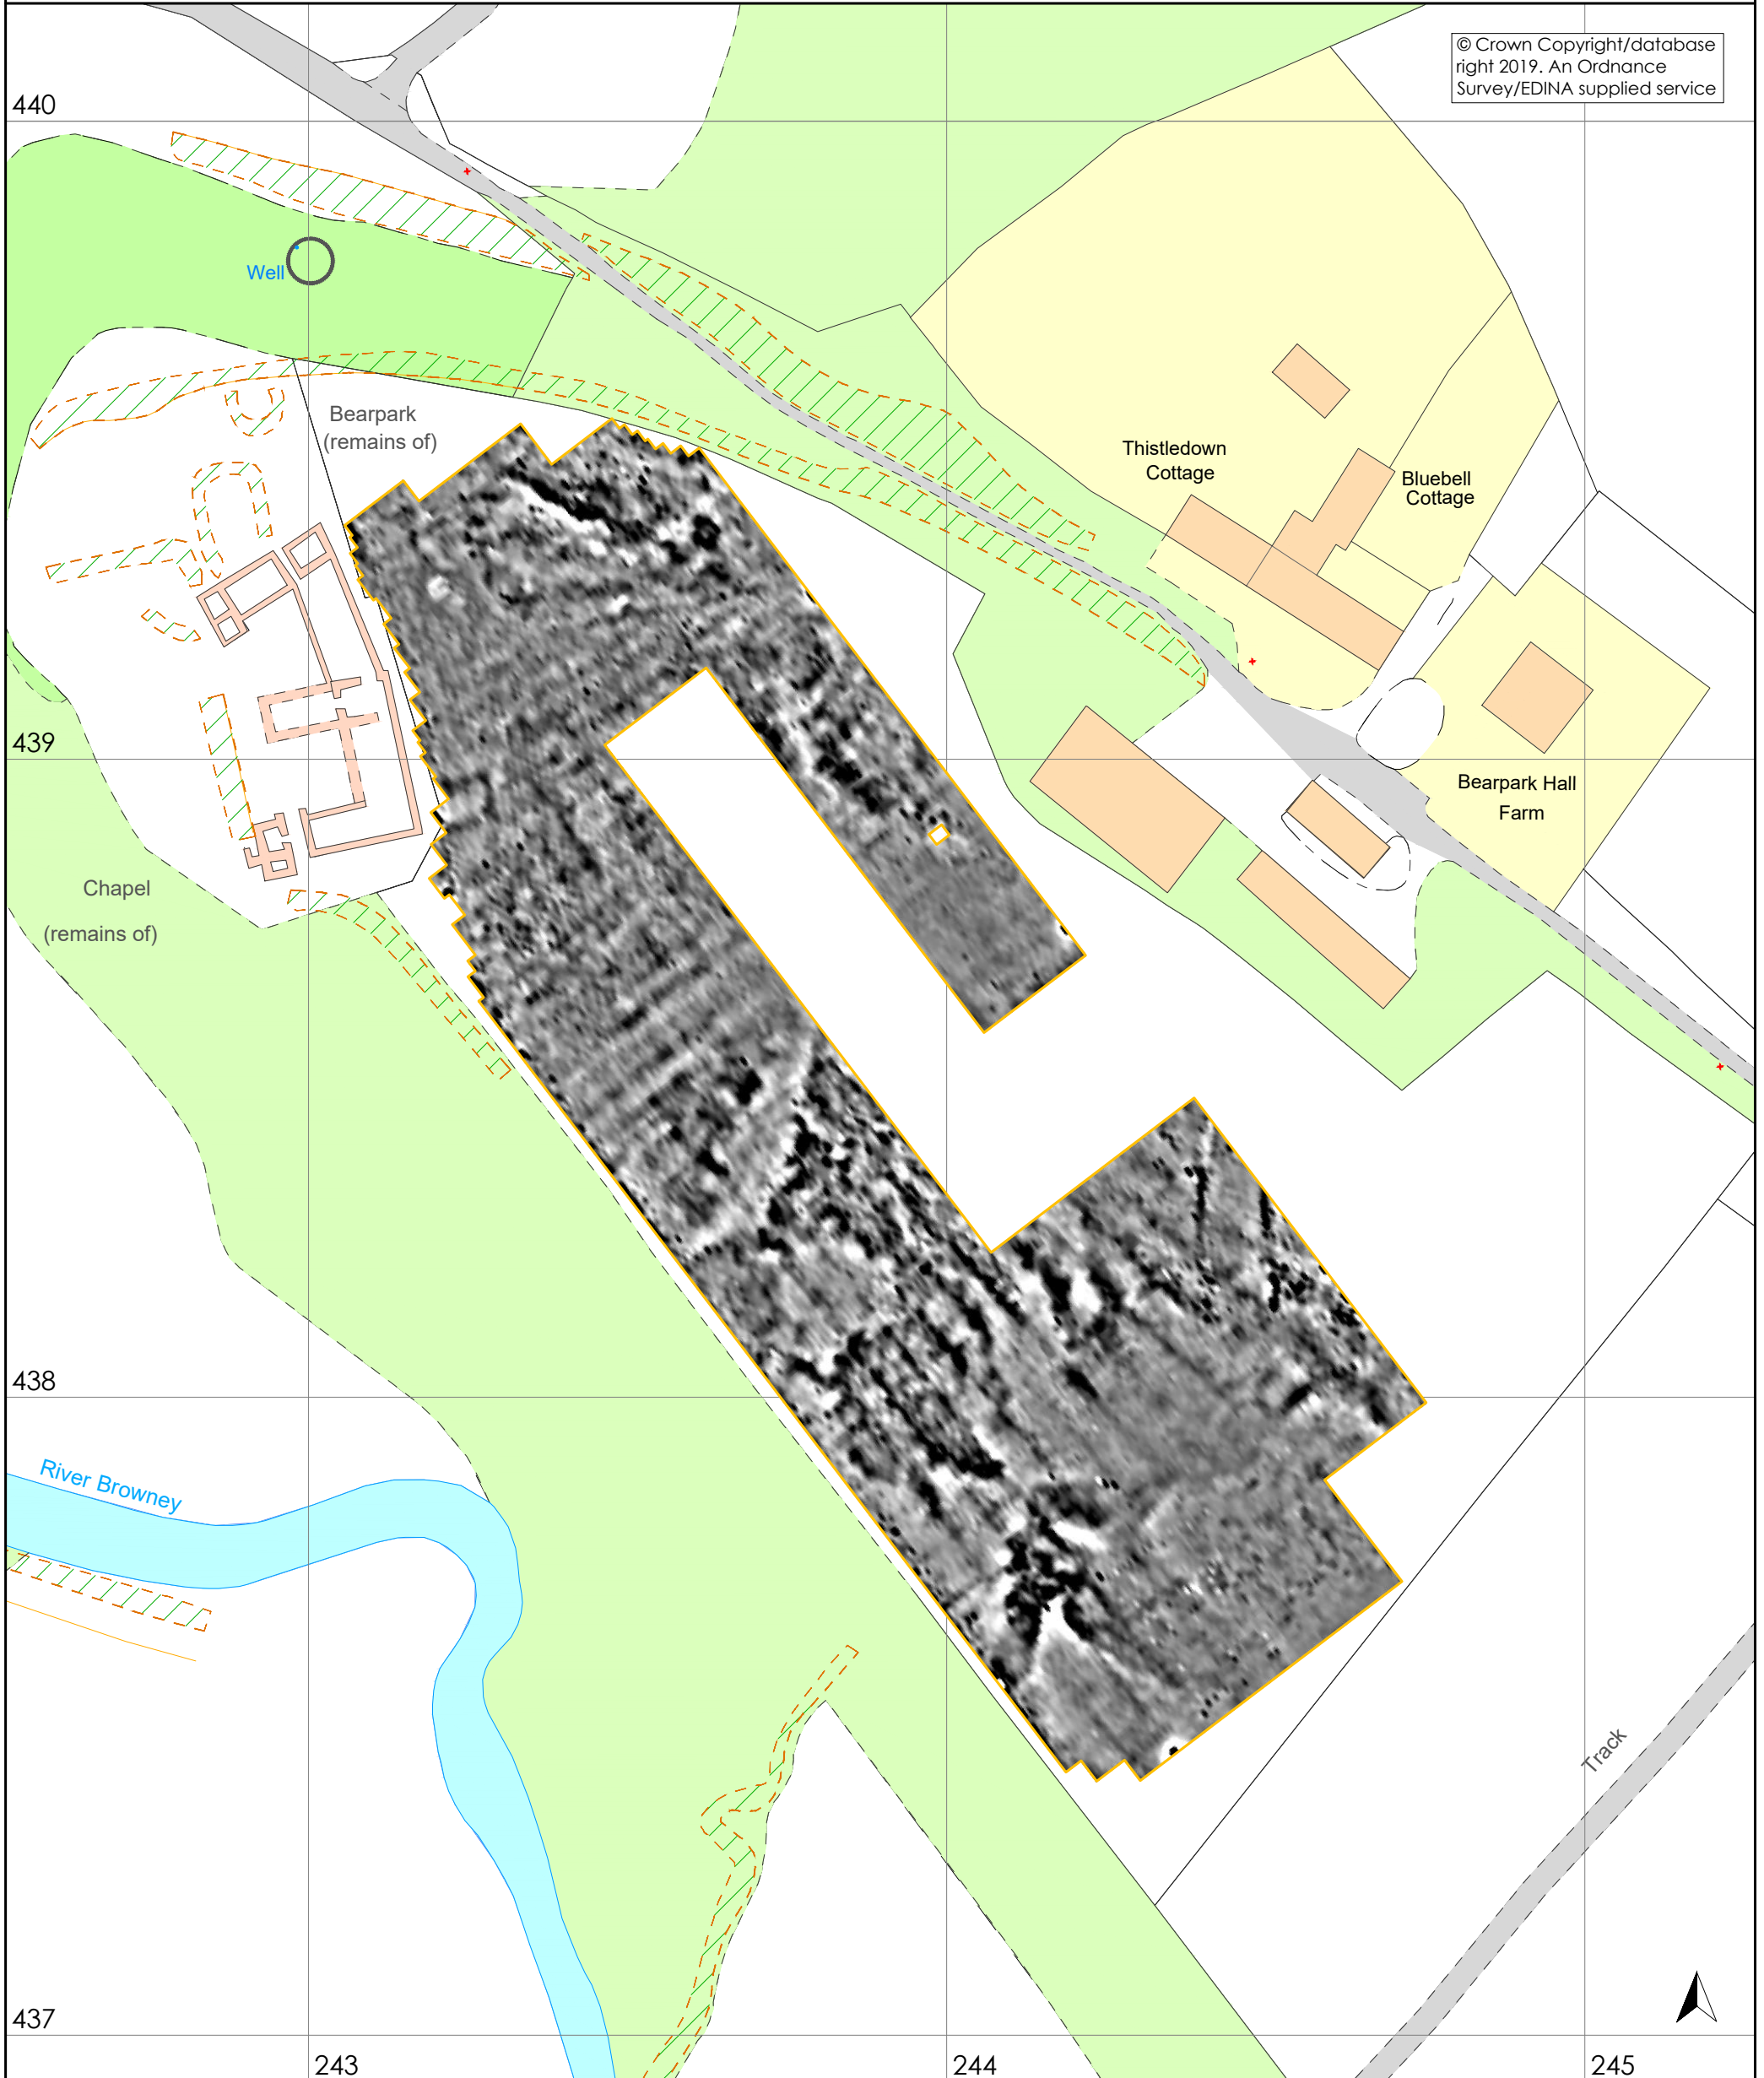 © Crown Copyright/database
right 2019. An Ordnance
Survey/EDINA supplied service
440
Well
Bearpark
(remains of)
Thistledown
Cottage
Bluebell
Cottage
439
Bearpark Hall
Farm
Chapel
(remains of)
438
River Browney
Track
437
243
244
245